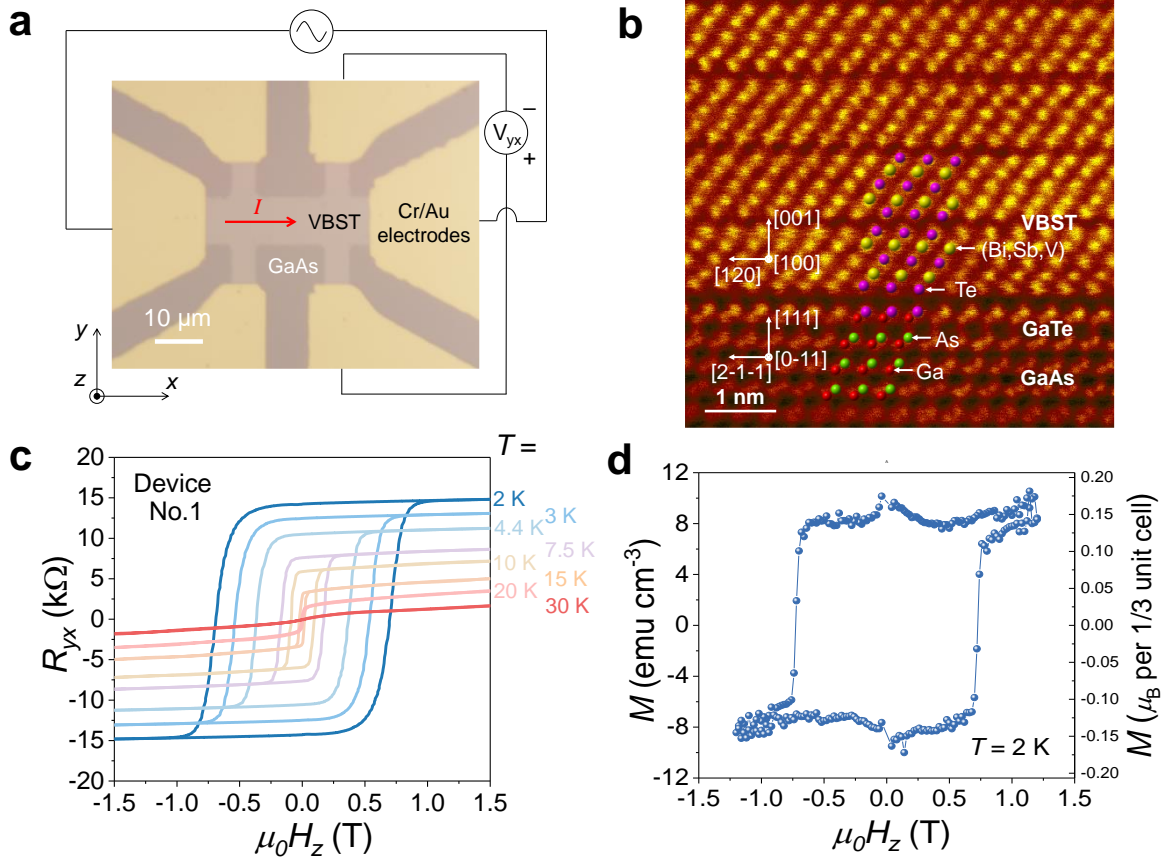 a
V_yx
−
+
I
VBST
Cr/Au
electrodes
GaAs
10 μm
y
z
x
b
VBST
[001]
(Bi,Sb,V)
[120]
[100]
Te
[111]
GaTe
As
[2-1-1]
[0-11]
Ga
GaAs
1 nm
c
T =
Device
No.1
2 K
3 K
4.4 K
7.5 K
10 K
15 K
20 K
30 K
R_yx (kΩ)
20
15
10
5
0
-5
-10
-15
-20
-1.5 -1.0 -0.5 0.0 0.5 1.0 1.5
μ₀H_z (T)
d
M (emu cm⁻³)
12
8
4
0
-4
-8
-12
T = 2 K
0.20
0.15
0.10
0.05
0.00
-0.05
-0.10
-0.15
-0.20
M (μ_B per 1/3 unit cell)
-1.5 -1.0 -0.5 0.0 0.5 1.0 1.5
μ₀H_z (T)